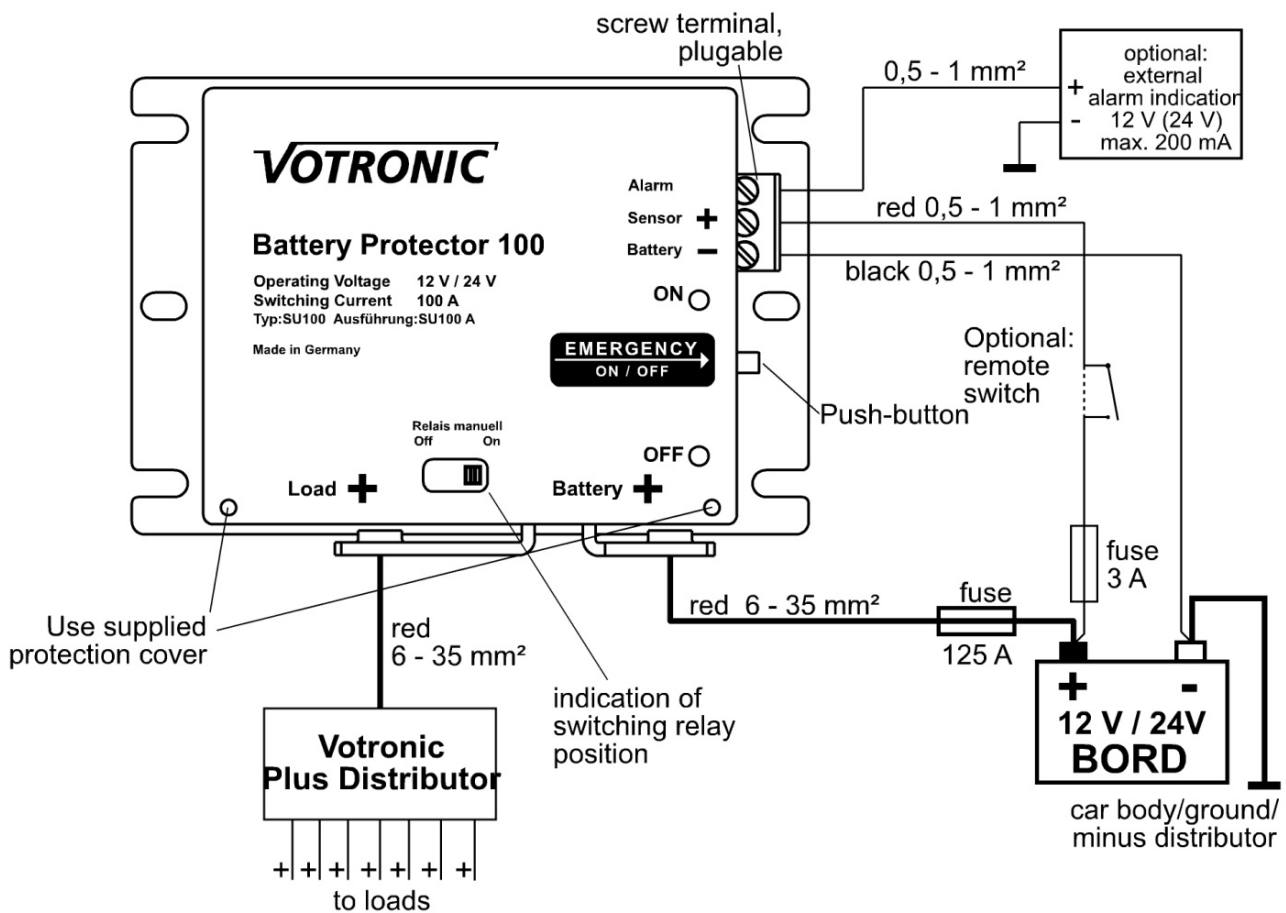 screw terminal,
plugable
0,5 - 1 mm²
optional:
external
alarm indication
12 V (24 V)
max. 200 mA
+
-
VOTRONIC
Alarm
Sensor +
Battery −
red 0,5 - 1 mm²
black 0,5 - 1 mm²
Battery Protector 100
Operating Voltage 12 V / 24 V
Switching Current 100 A
Typ:SU100 Ausführung:SU100 A
Made in Germany
ON
EMERGENCY
ON / OFF
Optional:
remote
switch
Push-button
Relais manuell
Off On
OFF
Load +
Battery +
fuse
3 A
Use supplied
protection cover
red
6 - 35 mm²
red 6 - 35 mm²
fuse
125 A
indication of
switching relay
position
+ -
12 V / 24V
BORD
Votronic
Plus Distributor
car body/ground/
minus distributor
+ + + + + + +
to loads